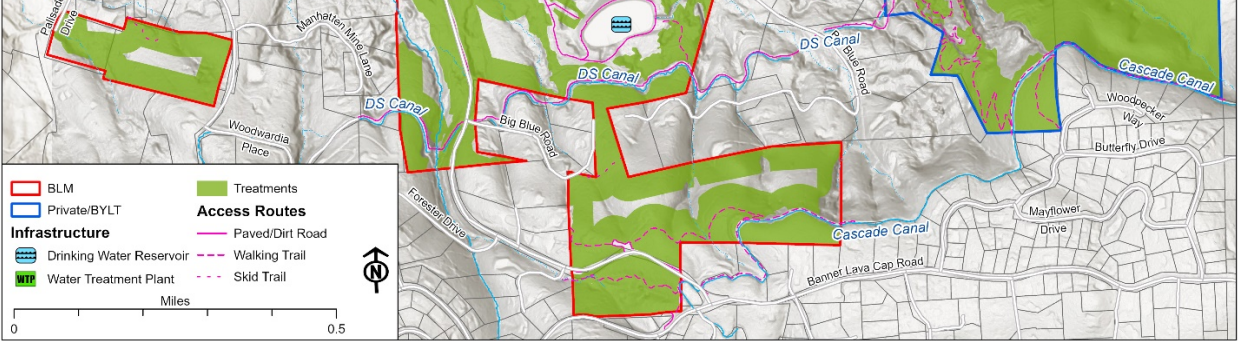 Palisade
Drive
Manhatten Mine Lane
DS Canal
Woodwardia
Place
DS Canal
Big Blue Road
DS Canal
Blue Road
Cascade Canal
Woodpecker
Way
Butterfly Drive
Mayflower
Drive
Forester Drive
Cascade Canal
Banner Lava Cap Road
BLM
Private/BYLT
Infrastructure
Drinking Water Reservoir
WTP Water Treatment Plant
Treatments
Access Routes
Paved/Dirt Road
Walking Trail
Skid Trail
N
Miles
0 0.5